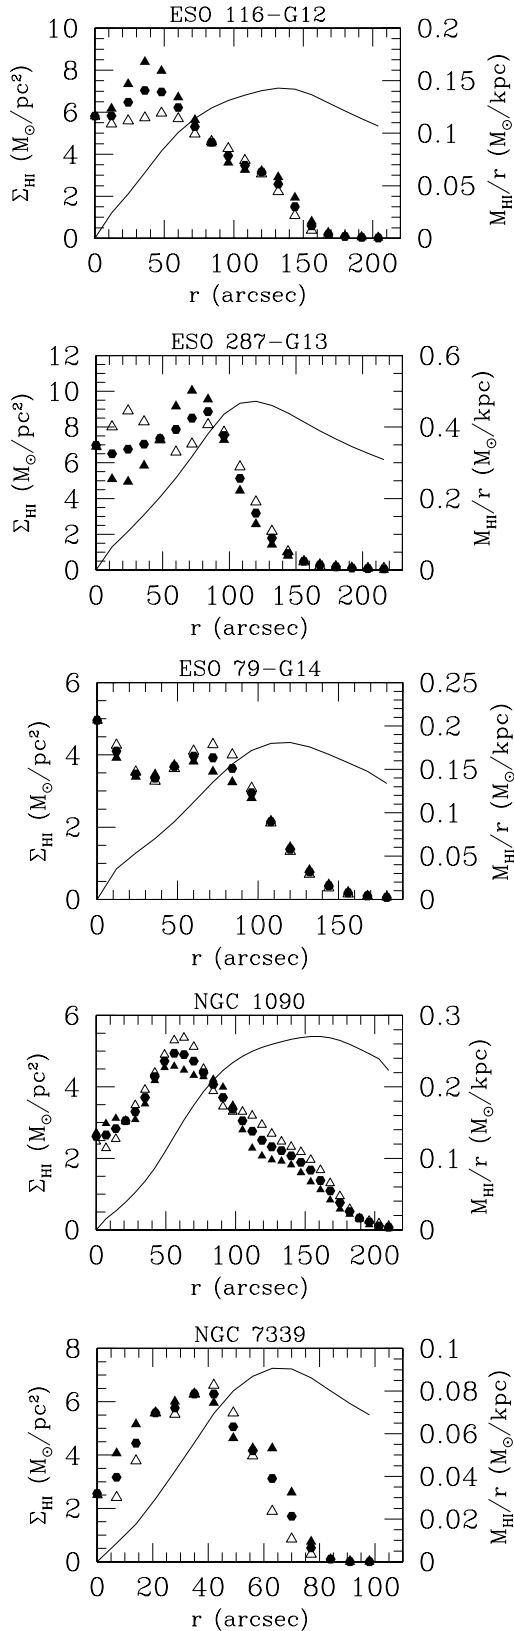 ESO 116-G12
10
8
6
4
2
0
Σ_HI (M_⊙/pc²)
0.2
0.15
0.1
0.05
0
M_HI/r (M_⊙/kpc)
0 50 100 150 200
r (arcsec)
ESO 287-G13
12
10
8
6
4
2
0
Σ_HI (M_⊙/pc²)
0.6
0.4
0.2
0
M_HI/r (M_⊙/kpc)
0 50 100 150 200
r (arcsec)
ESO 79-G14
6
4
2
0
Σ_HI (M_⊙/pc²)
0.25
0.2
0.15
0.1
0.05
0
M_HI/r (M_⊙/kpc)
0 50 100 150
r (arcsec)
NGC 1090
6
4
2
0
Σ_HI (M_⊙/pc²)
0.3
0.2
0.1
0
M_HI/r (M_⊙/kpc)
0 50 100 150 200
r (arcsec)
NGC 7339
8
6
4
2
0
Σ_HI (M_⊙/pc²)
0.1
0.08
0.06
0.04
0.02
0
M_HI/r (M_⊙/kpc)
0 20 40 60 80 100
r (arcsec)